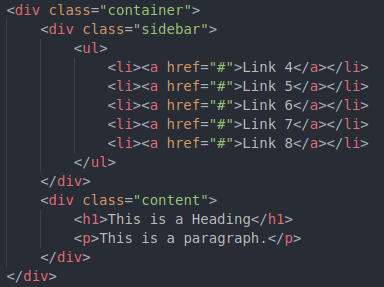 <div class="container">
    <div class="sidebar">
        <ul>
            <li><a href="#">Link 4</a></li>
            <li><a href="#">Link 5</a></li>
            <li><a href="#">Link 6</a></li>
            <li><a href="#">Link 7</a></li>
            <li><a href="#">Link 8</a></li>
        </ul>
    </div>
    <div class="content">
        <h1>This is a Heading</h1>
        <p>This is a paragraph.</p>
    </div>
</div>